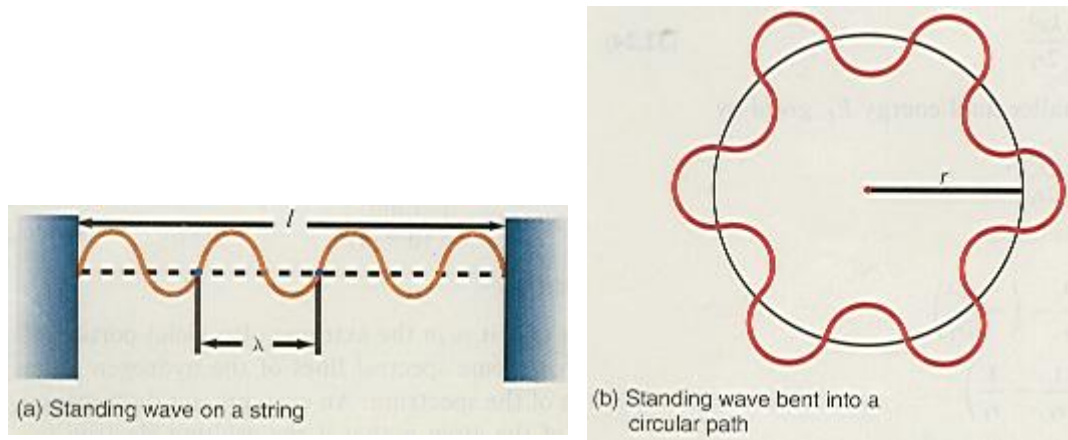 l
λ
(a) Standing wave on a string
r
(b) Standing wave bent into a
circular path